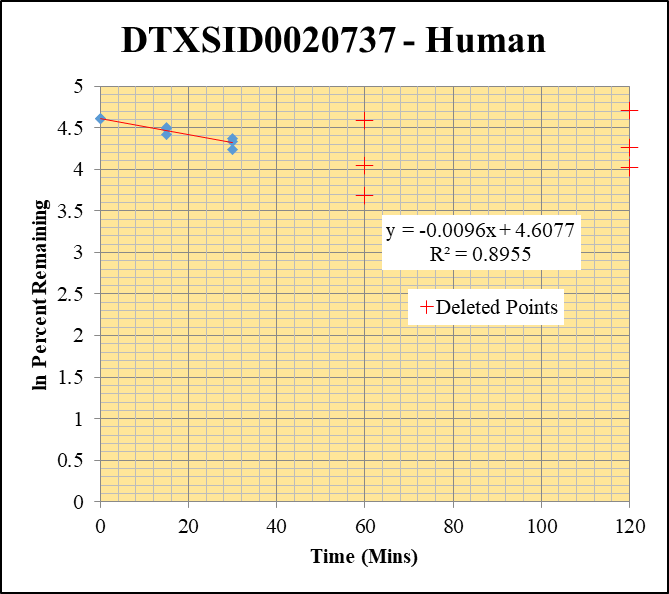 DTXSID0020737 - Human
5
4.5
4
3.5
3
2.5
2
1.5
1
0.5
0
ln Percent Remaining
y = -0.0096x + 4.6077
R² = 0.8955
Deleted Points
0 20 40 60 80 100 120
Time (Mins)